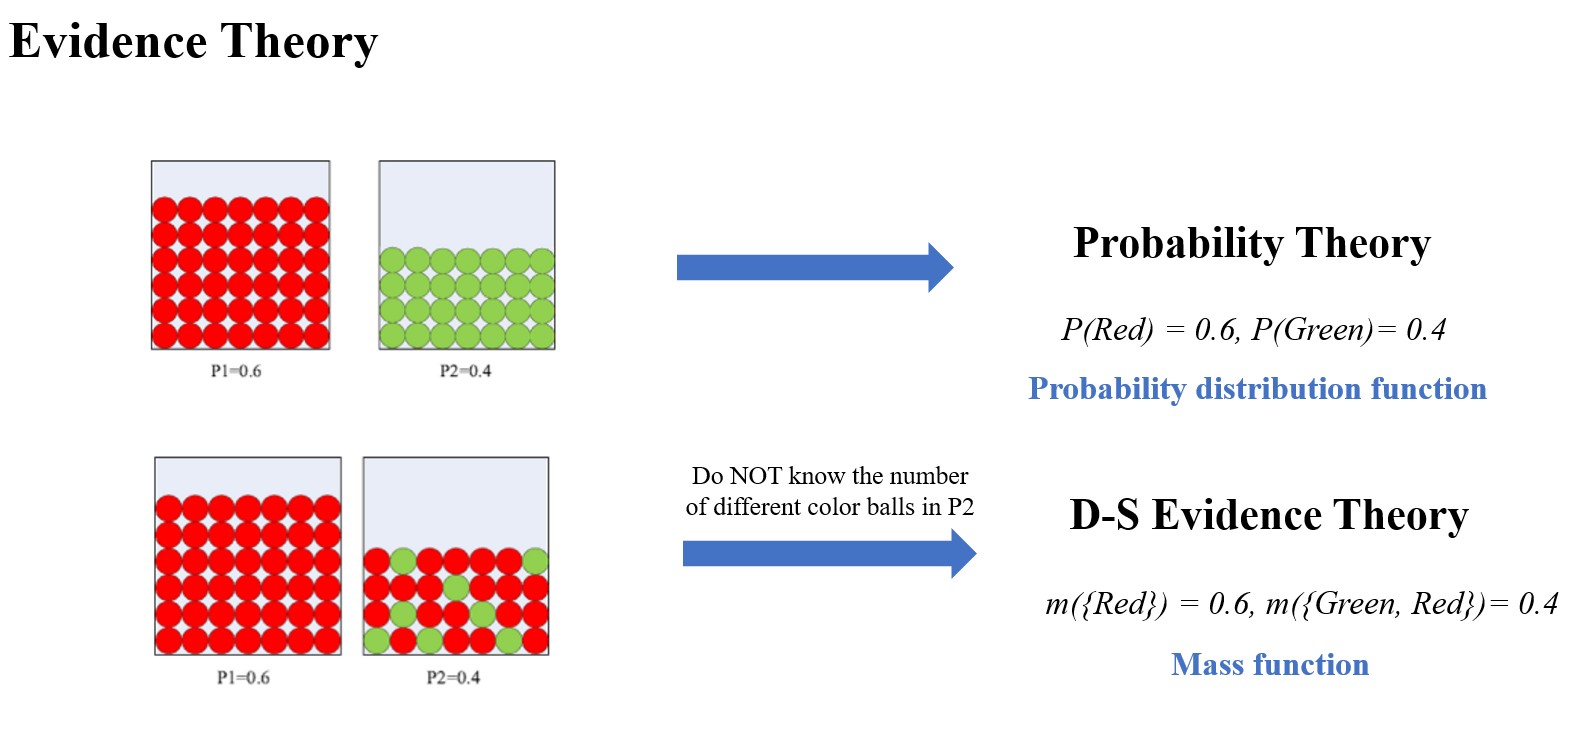 Evidence Theory
P1=0.6
P2=0.4
Probability Theory
P(Red) = 0.6, P(Green)= 0.4
Probability distribution function
Do NOT know the number
of different color balls in P2
P1=0.6
P2=0.4
D-S Evidence Theory
m({Red}) = 0.6, m({Green, Red})= 0.4
Mass function